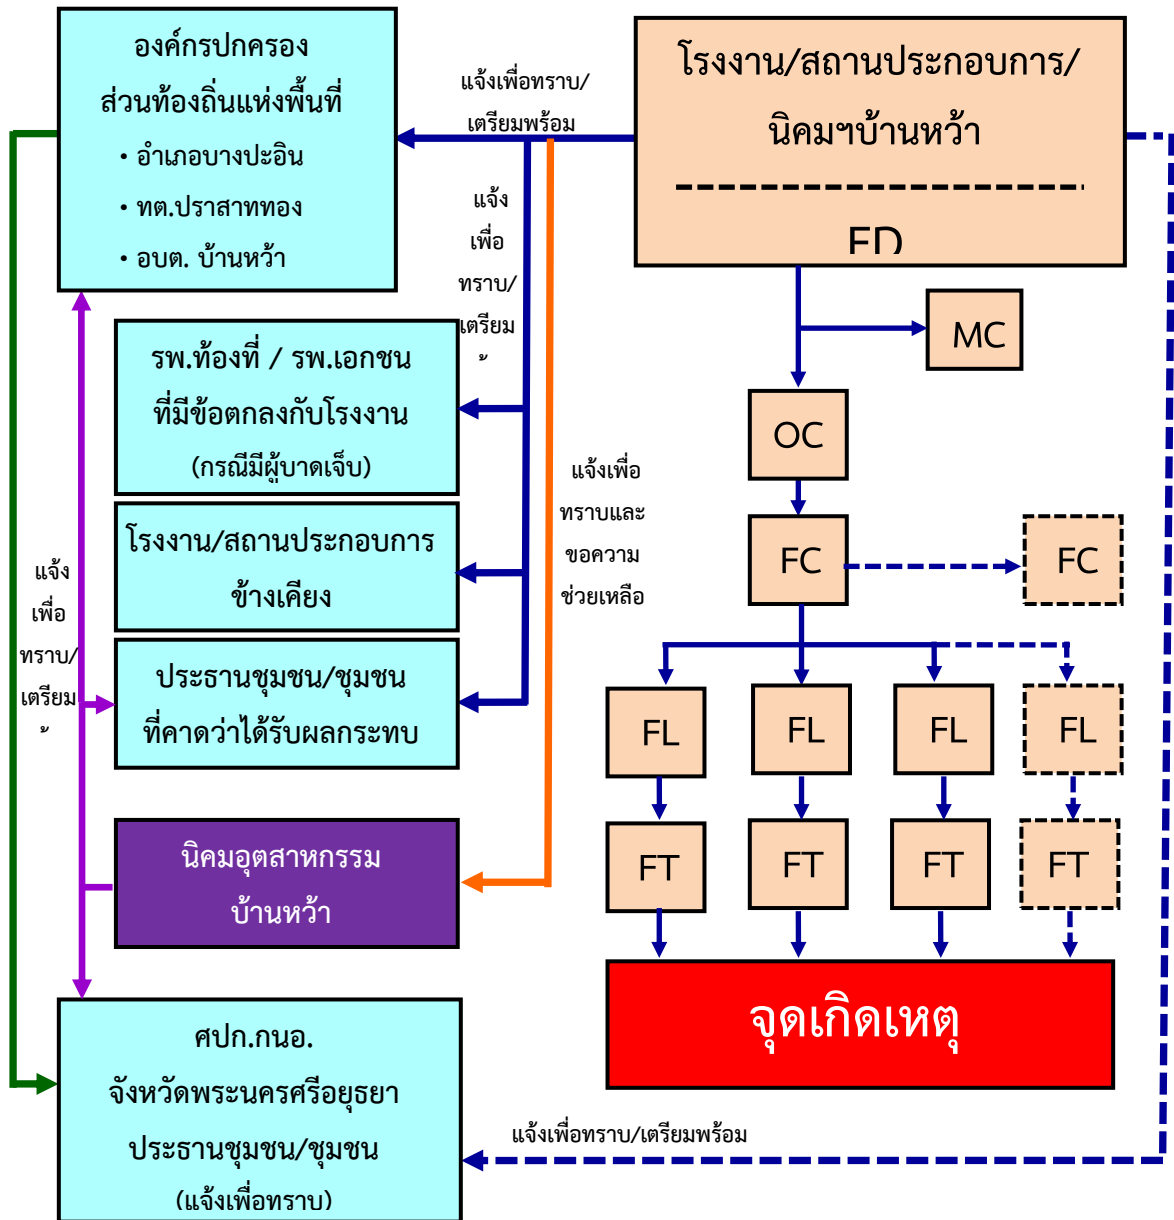 องค์กรปกครอง
ส่วนท้องถิ่นแห่งพื้นที่
• อำเภอบางปะอิน
• ทต.ปราสาททอง
• อบต. บ้านหว้า
แจ้งเพื่อทราบ/
เตรียมพร้อม
โรงงาน/สถานประกอบการ/
นิคมฯบ้านหว้า
FD
แจ้ง
เพื่อ
ทราบ/
เตรียม
MC
รพ.ท้องที่ / รพ.เอกชน
ที่มีข้อตกลงกับโรงงาน
(กรณีมีผู้บาดเจ็บ)
OC
แจ้งเพื่อ
ทราบและ
ขอความ
ช่วยเหลือ
โรงงาน/สถานประกอบการ
ข้างเคียง
FC
FC
แจ้ง
เพื่อ
ทราบ/
เตรียม
ประธานชุมชน/ชุมชน
ที่คาดว่าได้รับผลกระทบ
FL
FL
FL
FL
นิคมอุตสาหกรรม
บ้านหว้า
FT
FT
FT
FT
จุดเกิดเหตุ
ศปก.กนอ.
จังหวัดพระนครศรีอยุธยา
ประธานชุมชน/ชุมชน
(แจ้งเพื่อทราบ)
แจ้งเพื่อทราบ/เตรียมพร้อม